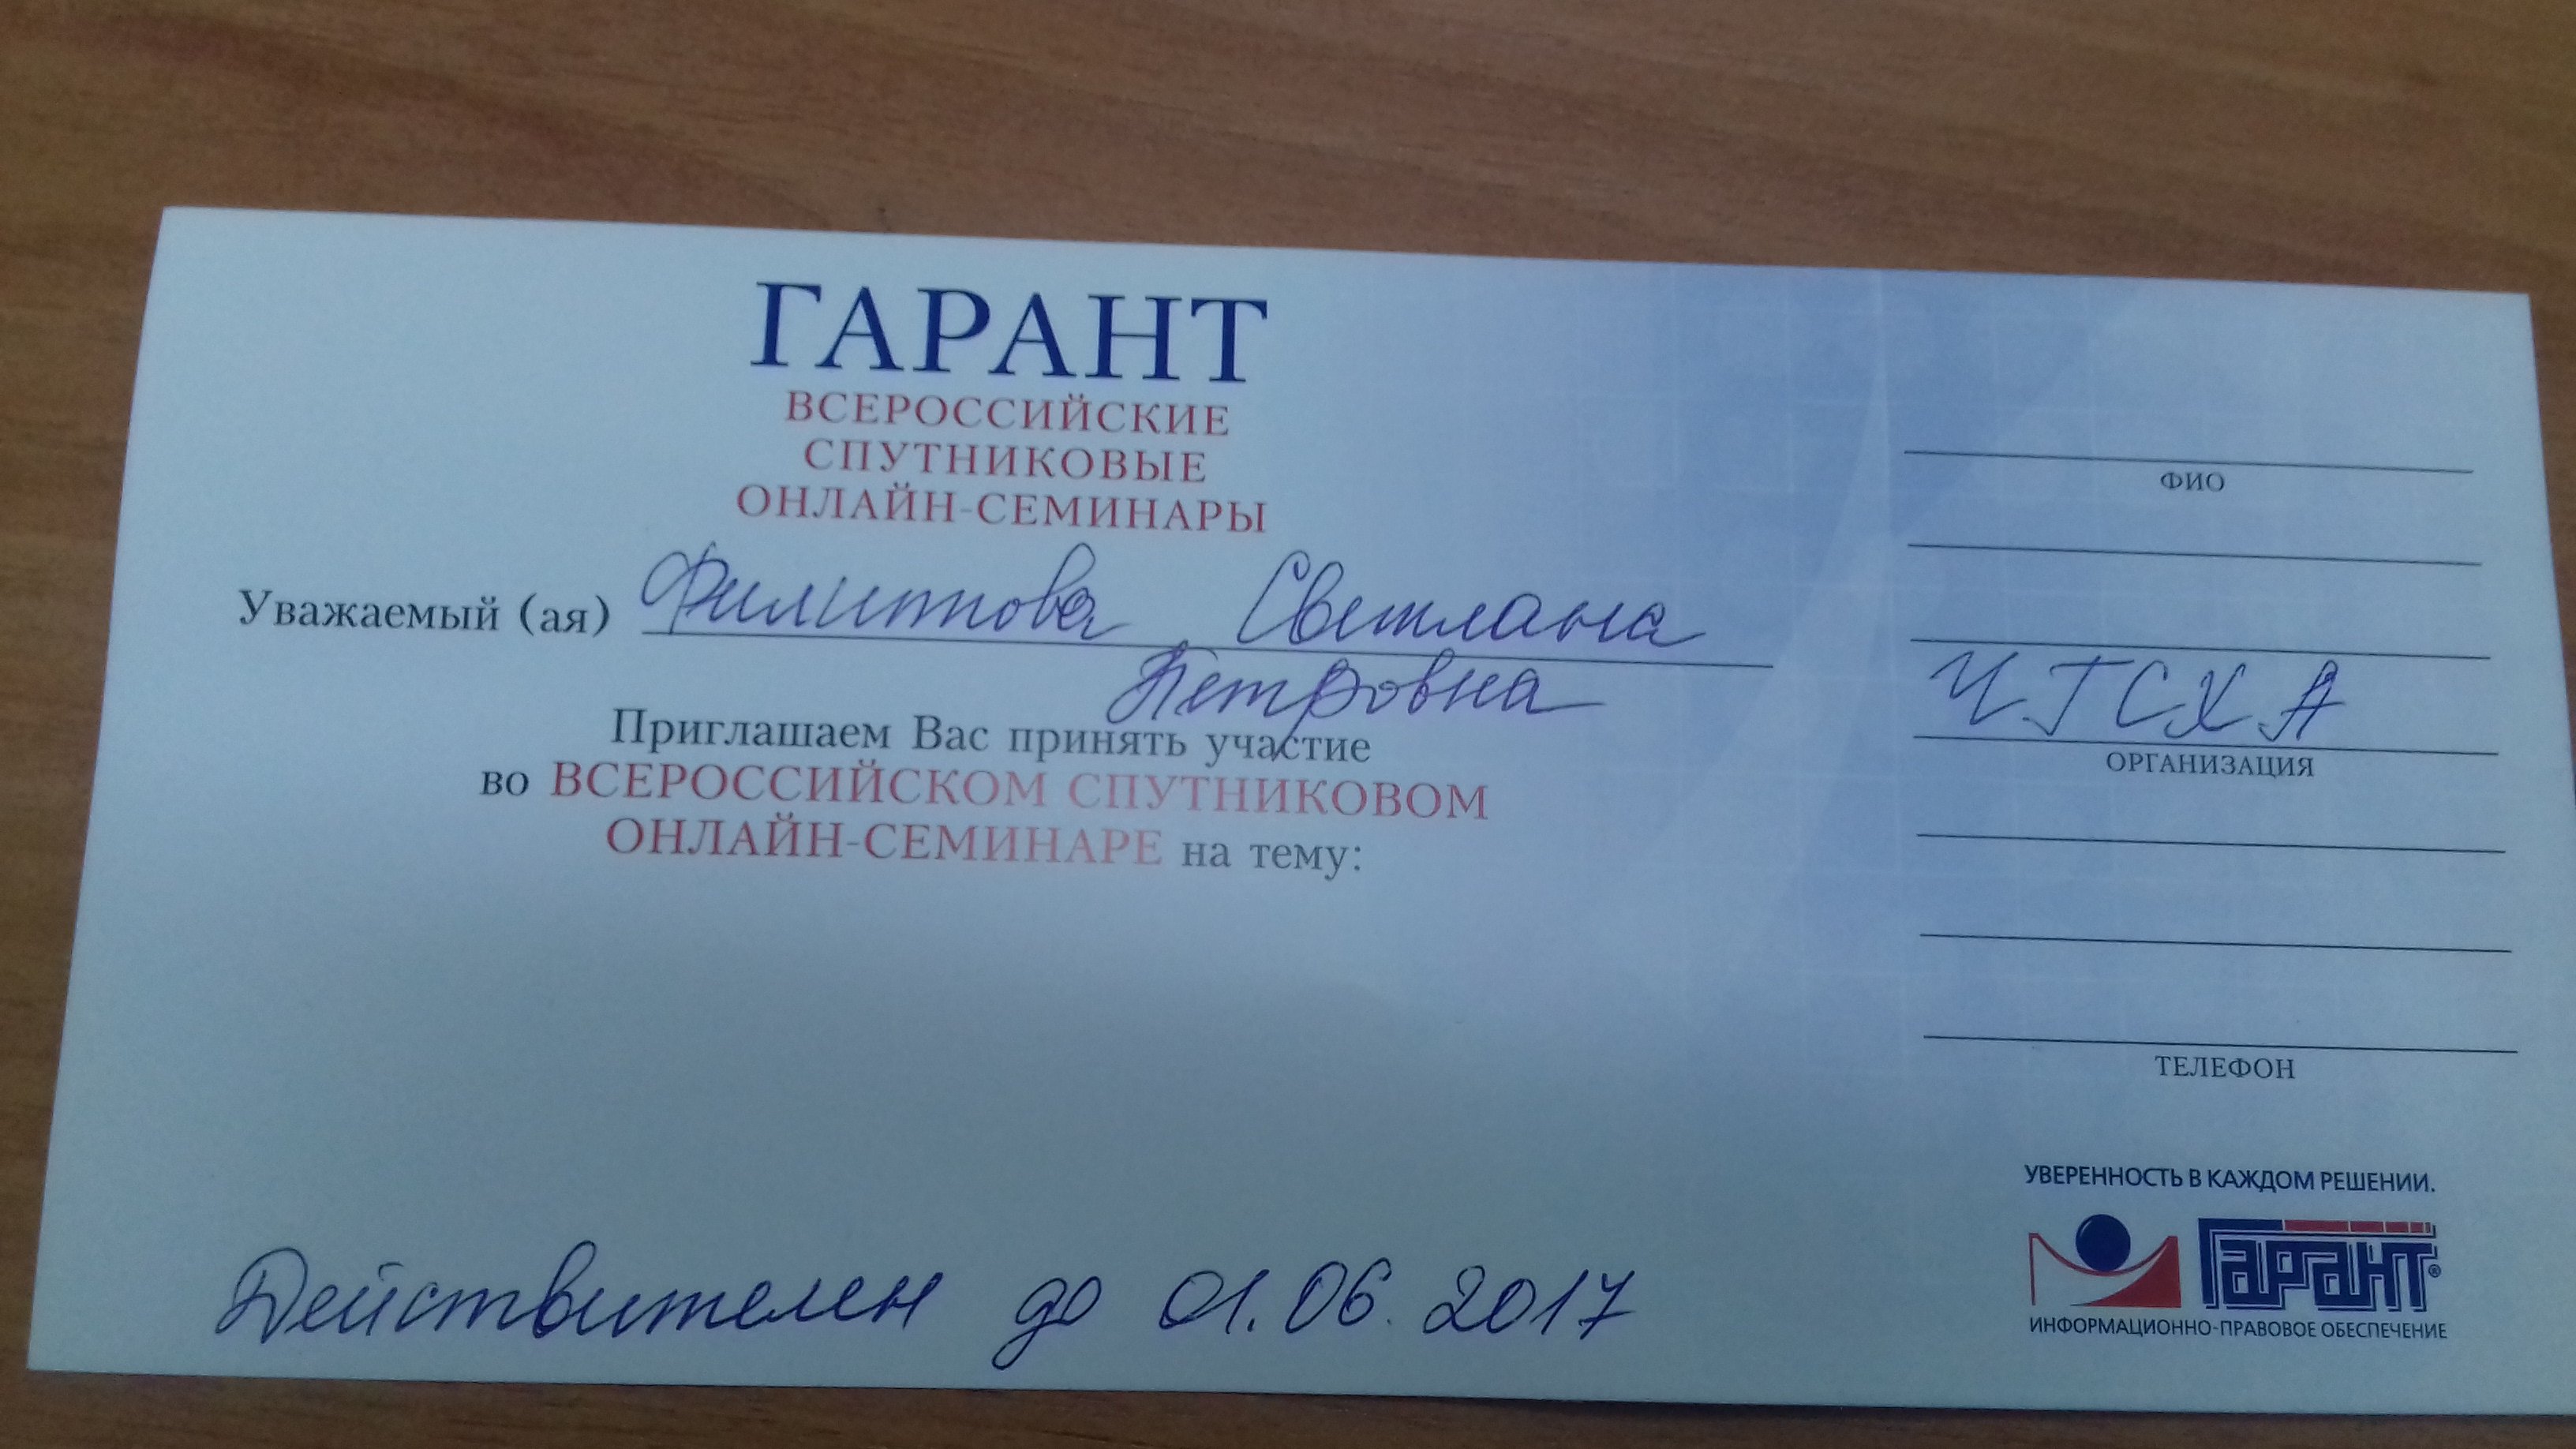 ГАРАНТ
ВСЕРОССИЙСКИЕ
СПУТНИКОВЫЕ
ОНЛАЙН-СЕМИНАРЫ
Уважаемый (ая) Филиппова Светлана
Петровна
Приглашаем Вас принять участие
во ВСЕРОССИЙСКОМ СПУТНИКОВОМ
ОНЛАЙН-СЕМИНАРЕ на тему:
Действителен до 01.06.2017
ФИО
ЧГСХА
ОРГАНИЗАЦИЯ
ТЕЛЕФОН
УВЕРЕННОСТЬ В КАЖДОМ РЕШЕНИИ.
Гарант®
ИНФОРМАЦИОННО-ПРАВОВОЕ ОБЕСПЕЧЕНИЕ